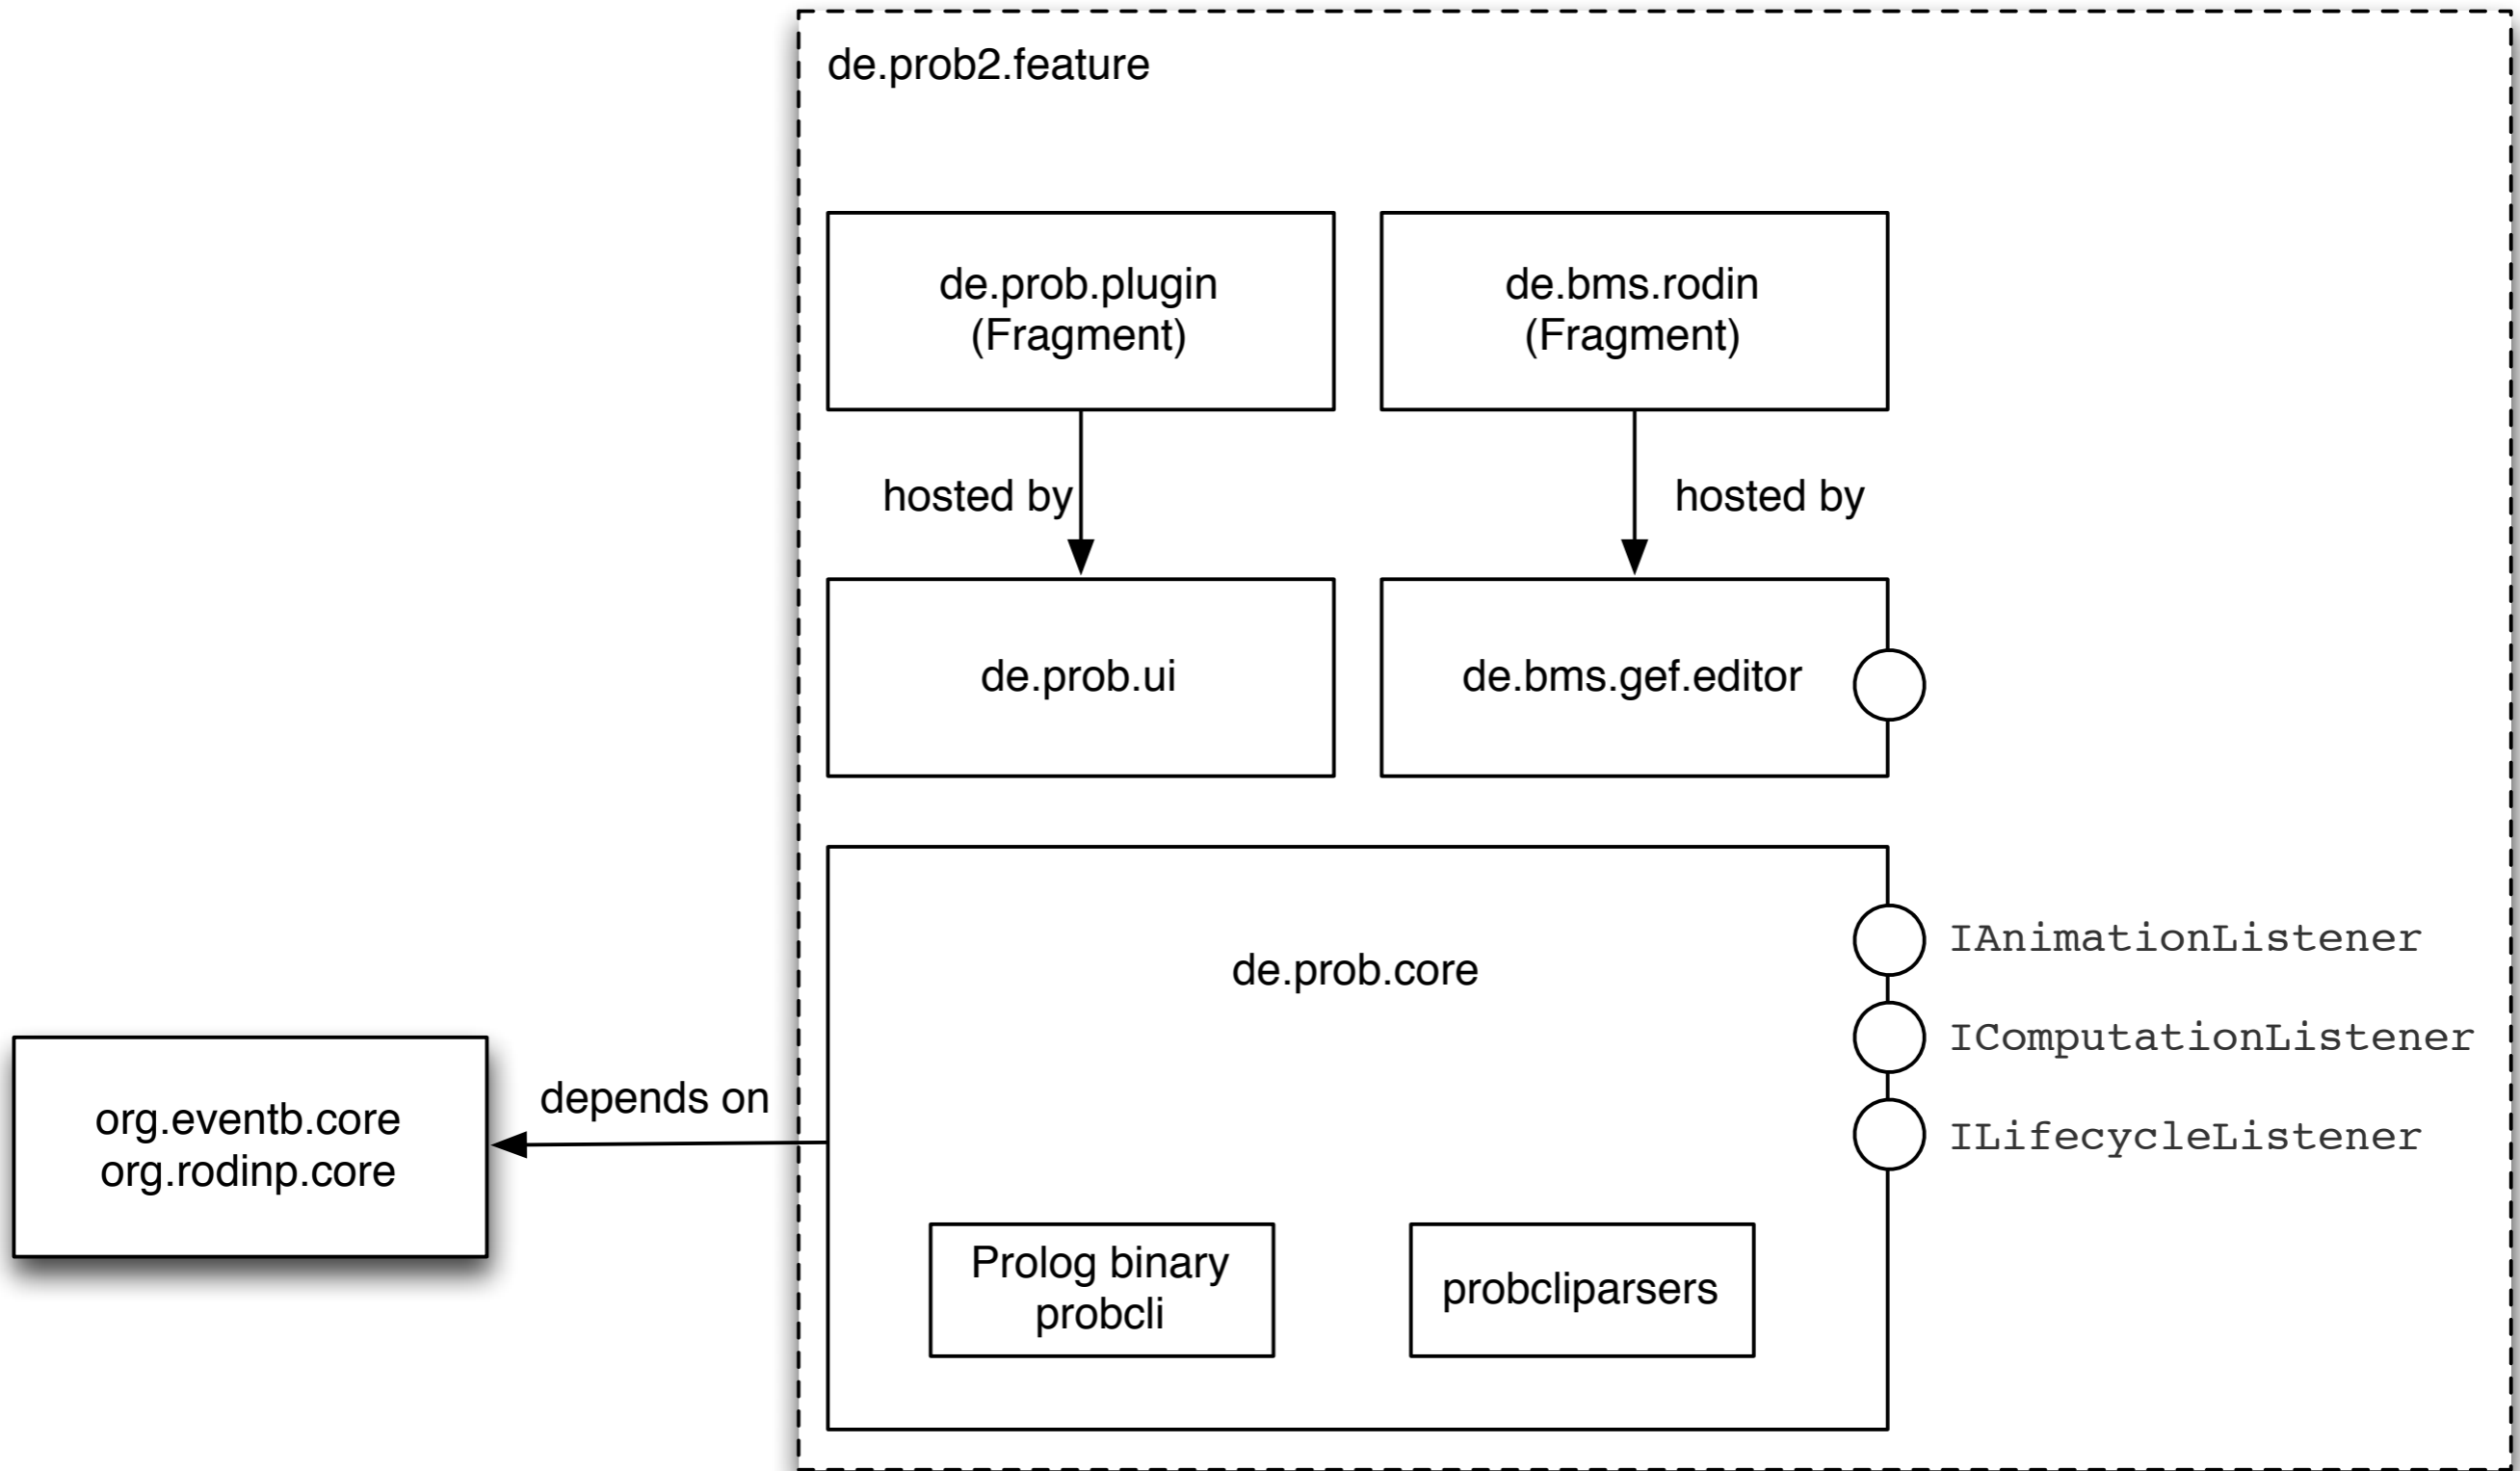 de.prob2.feature
de.prob.plugin
(Fragment)
de.bms.rodin
(Fragment)
hosted by
hosted by
de.prob.ui
de.bms.gef.editor
de.prob.core
IAnimationListener
IComputationListener
ILifecycleListener
org.eventb.core
org.rodinp.core
depends on
Prolog binary
probcli
probcliparsers